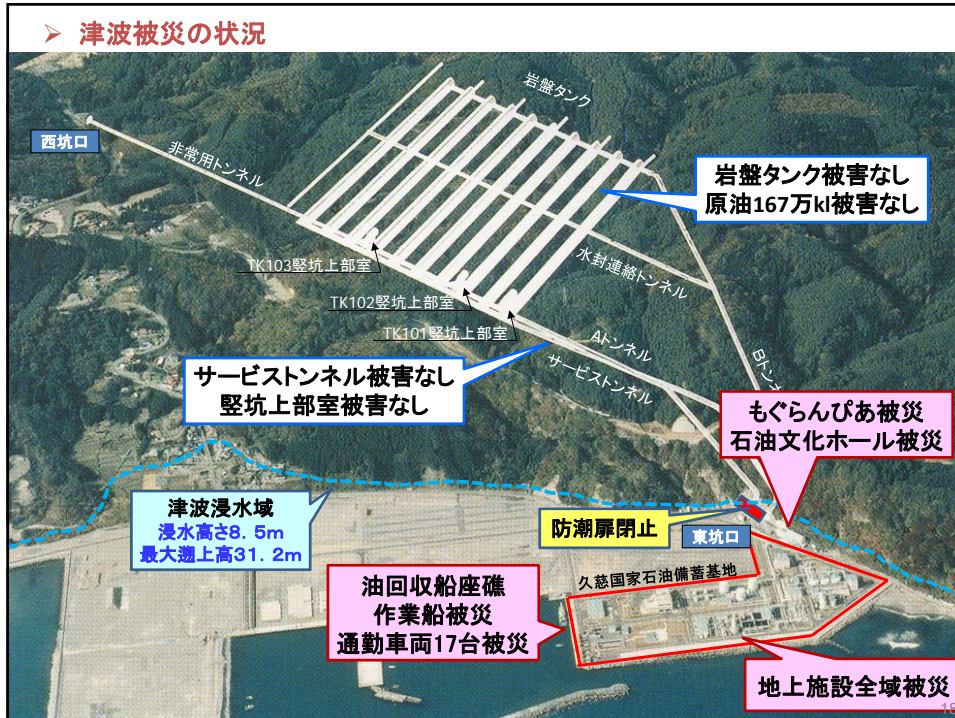 ➢ 津波被災の状況
岩盤タンク
西坑口
非常用トンネル
岩盤タンク被害なし
原油167万kl被害なし
水封連絡トンネル
TK103竪坑上部室
TK102竪坑上部室
TK101竪坑上部室
Aトンネル
サービストンネル
Bトンネ
サービストンネル被害なし
竪坑上部室被害なし
もぐらんぴあ被災
石油文化ホール被災
津波浸水域
浸水高さ8.5m
最大遡上高31.2m
防潮扉閉止
東坑口
久慈国家石油備蓄基地
油回収船座礁
作業船被災
通勤車両17台被災
地上施設全域被災
18